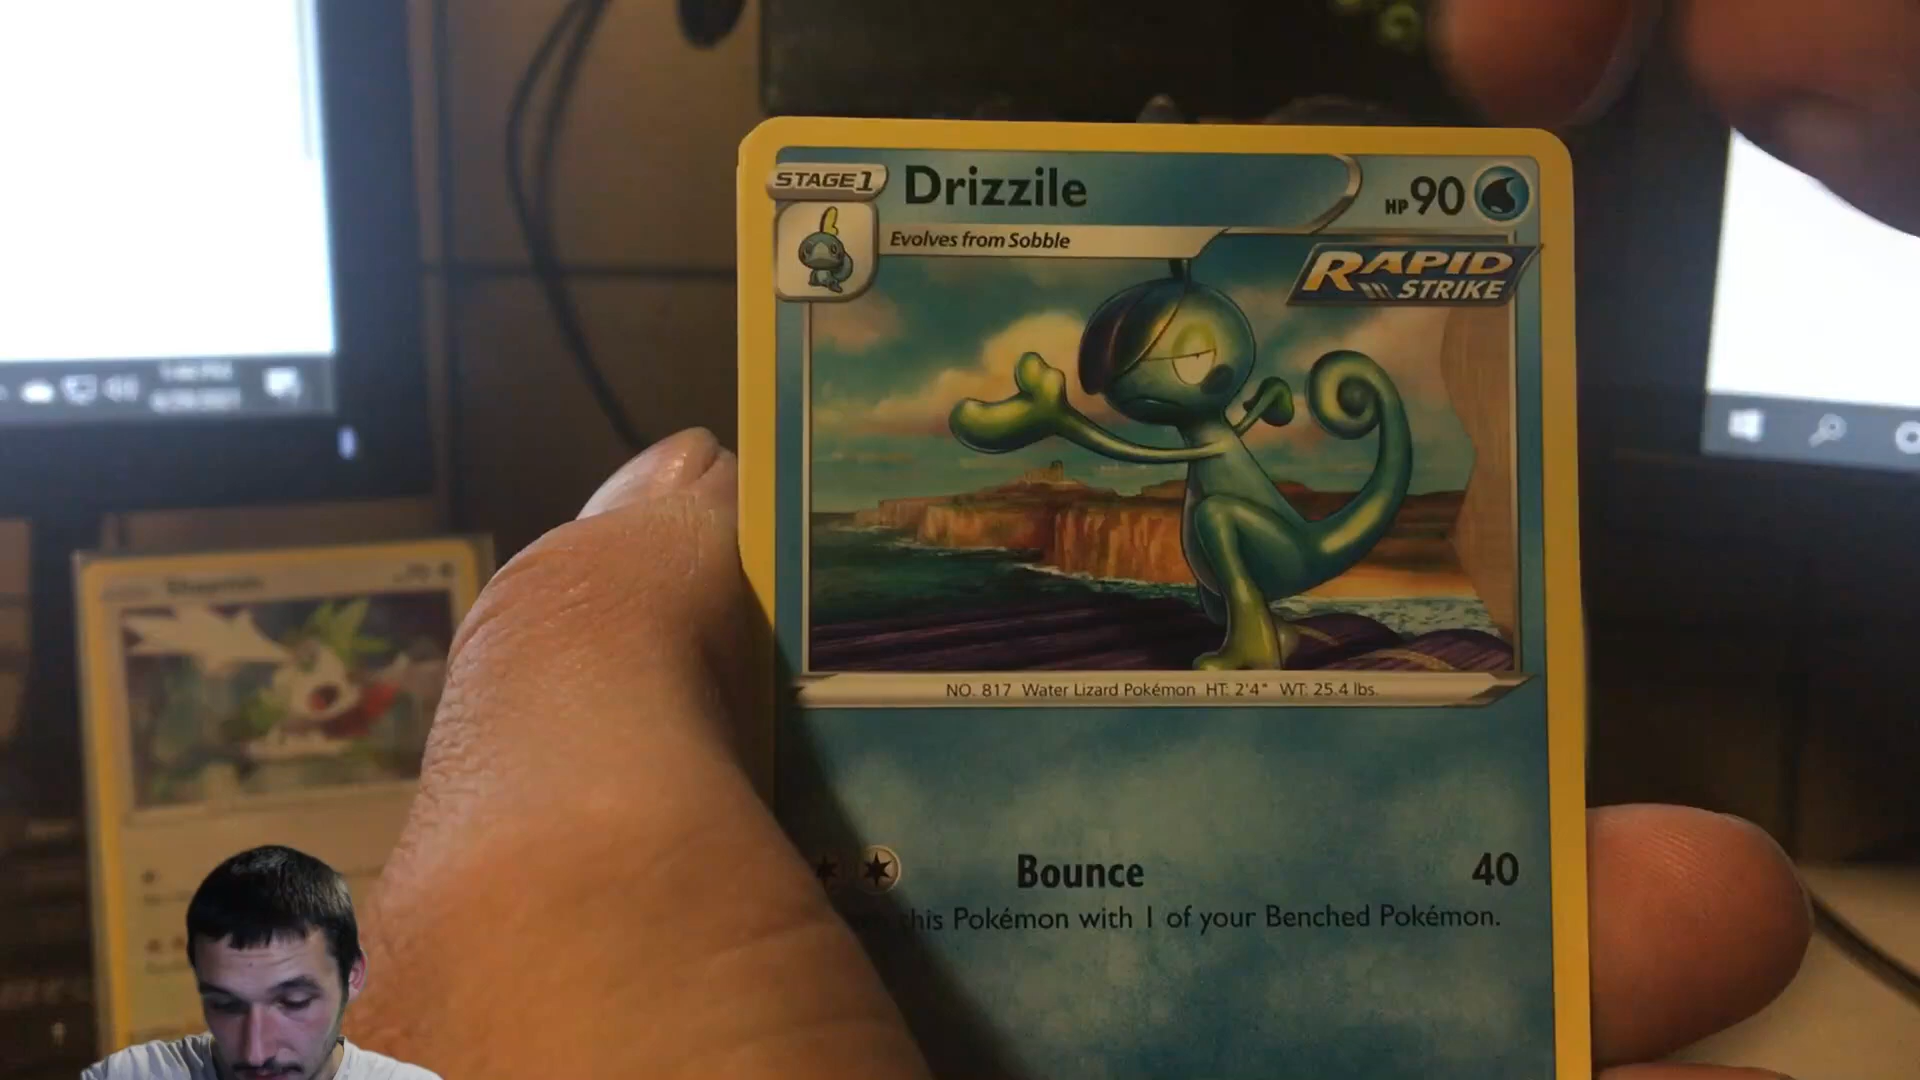 STAGE 1
Drizzile
HP 90
Evolves from Sobble
RAPID
STRIKE
NO. 817 Water Lizard Pokémon HT: 2'4" WT: 25.4 lbs.
Bounce 40
this Pokémon with 1 of your Benched Pokémon.
Shaymin